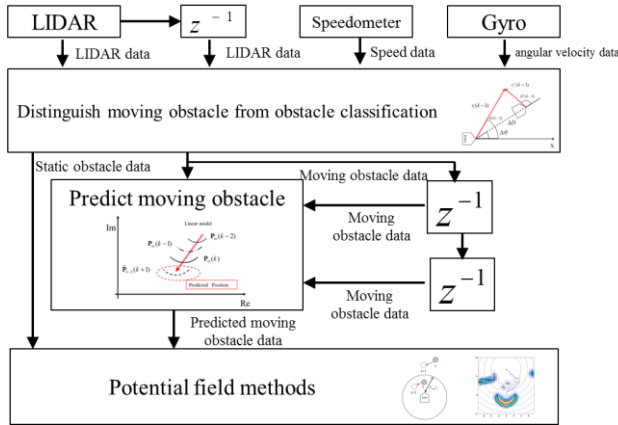 LIDAR
z⁻¹
Speedometer
Gyro
LIDAR data
LIDAR data
Speed data
angular velocity data
Distinguish moving obstacle from obstacle classification
Δθ
X
Static obstacle data
Moving obstacle data
Predict moving obstacle
Im
Linear model
Predicted Position
Re
Moving
obstacle data
z⁻¹
Moving
obstacle data
z⁻¹
Predicted moving
obstacle data
Potential field methods